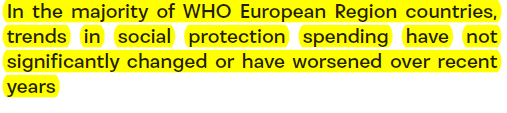 In the majority of WHO European Region countries,
trends in social protection spending have not
significantly changed or have worsened over recent
years